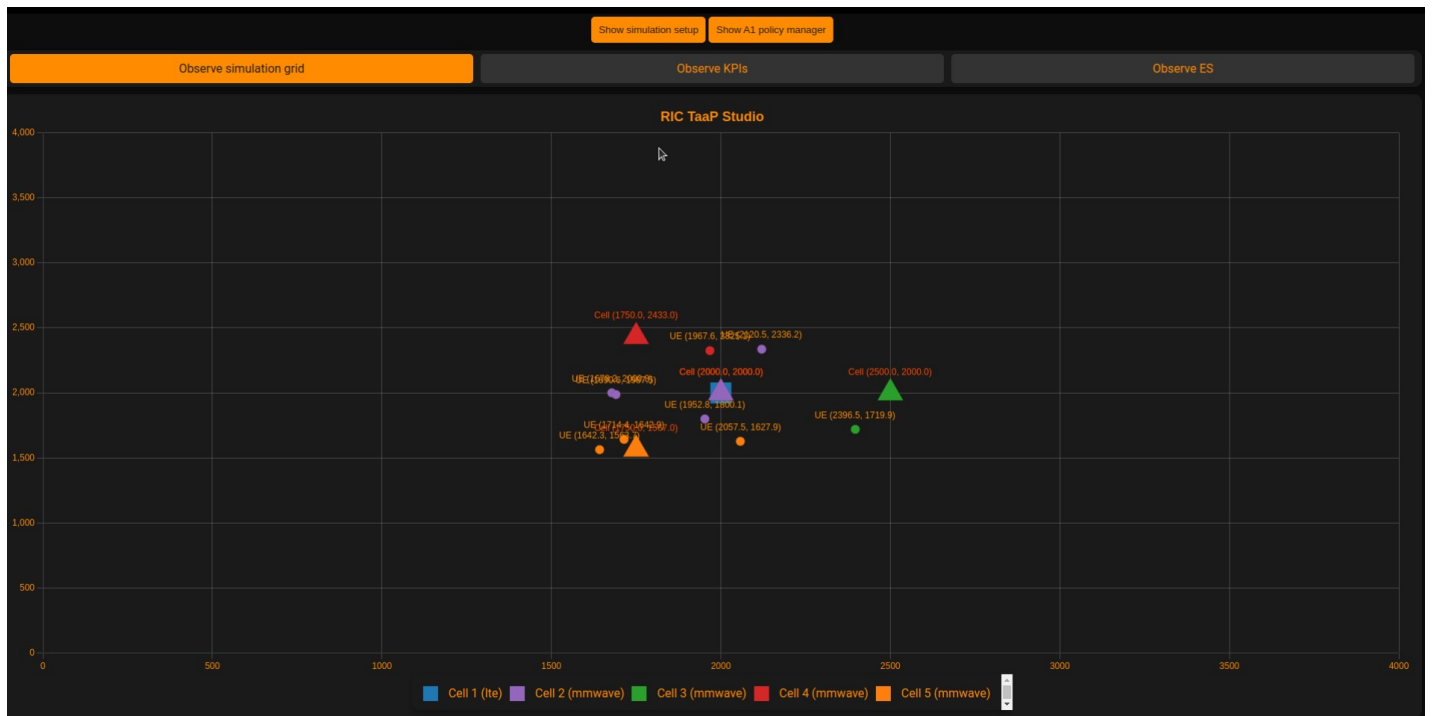 Show simulation setup Show A1 policy manager
Observe simulation grid Observe KPIs Observe ES
RIC TaaP Studio
4,000
3,500
3,000
2,500
2,000
1,500
1,000
500
0
Cell (1750.0, 2433.0)
UE (1967.6,
2120.5, 2336.2)
Cell (2000.0, 2000.0)
Cell (2500.0, 2000.0)
UE (1952.8, 1800.1)
UE (2396.5, 1719.9)
UE (1714.4, 1642.9)
UE (2057.5, 1627.9)
UE (1642.3,
0 500 1000 1500 2000 2500 3000 3500 4000
Cell 1 (lte) Cell 2 (mmwave) Cell 3 (mmwave) Cell 4 (mmwave) Cell 5 (mmwave)